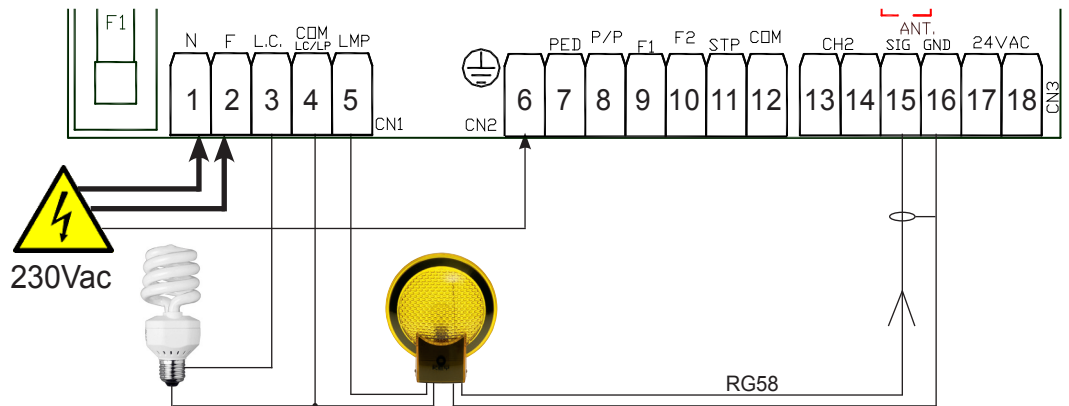 F1
N F L.C. COM LC/LP LMP
PED P/P F1 F2 STP COM
ANT.
CH2 SIG GND 24VAC
1 2 3 4 5
6 7 8 9 10 11 12
13 14 15 16 17 18
CN1
CN2
CN3
230Vac
RG58